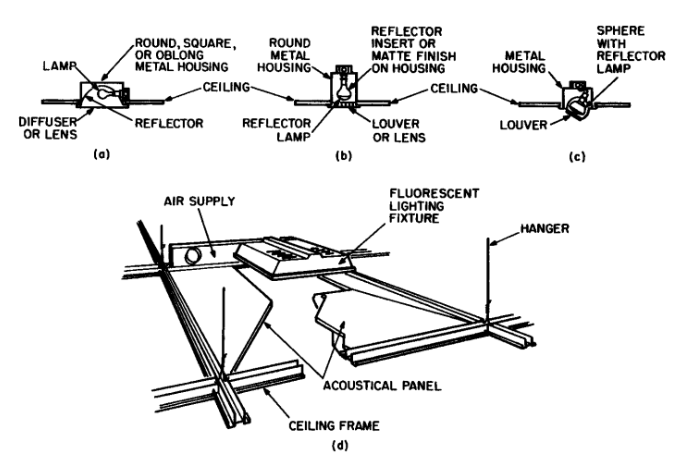 ROUND, SQUARE,
OR OBLONG
METAL HOUSING
LAMP
CEILING
DIFFUSER
OR LENS
REFLECTOR
(a)
ROUND
METAL
HOUSING
REFLECTOR
INSERT OR
MATTE FINISH
ON HOUSING
REFLECTOR
LAMP
LOUVER
OR LENS
(b)
CEILING
METAL
HOUSING
SPHERE
WITH
REFLECTOR
LAMP
LOUVER
(c)
AIR SUPPLY
FLUORESCENT
LIGHTING
FIXTURE
HANGER
ACOUSTICAL PANEL
CEILING FRAME
(d)